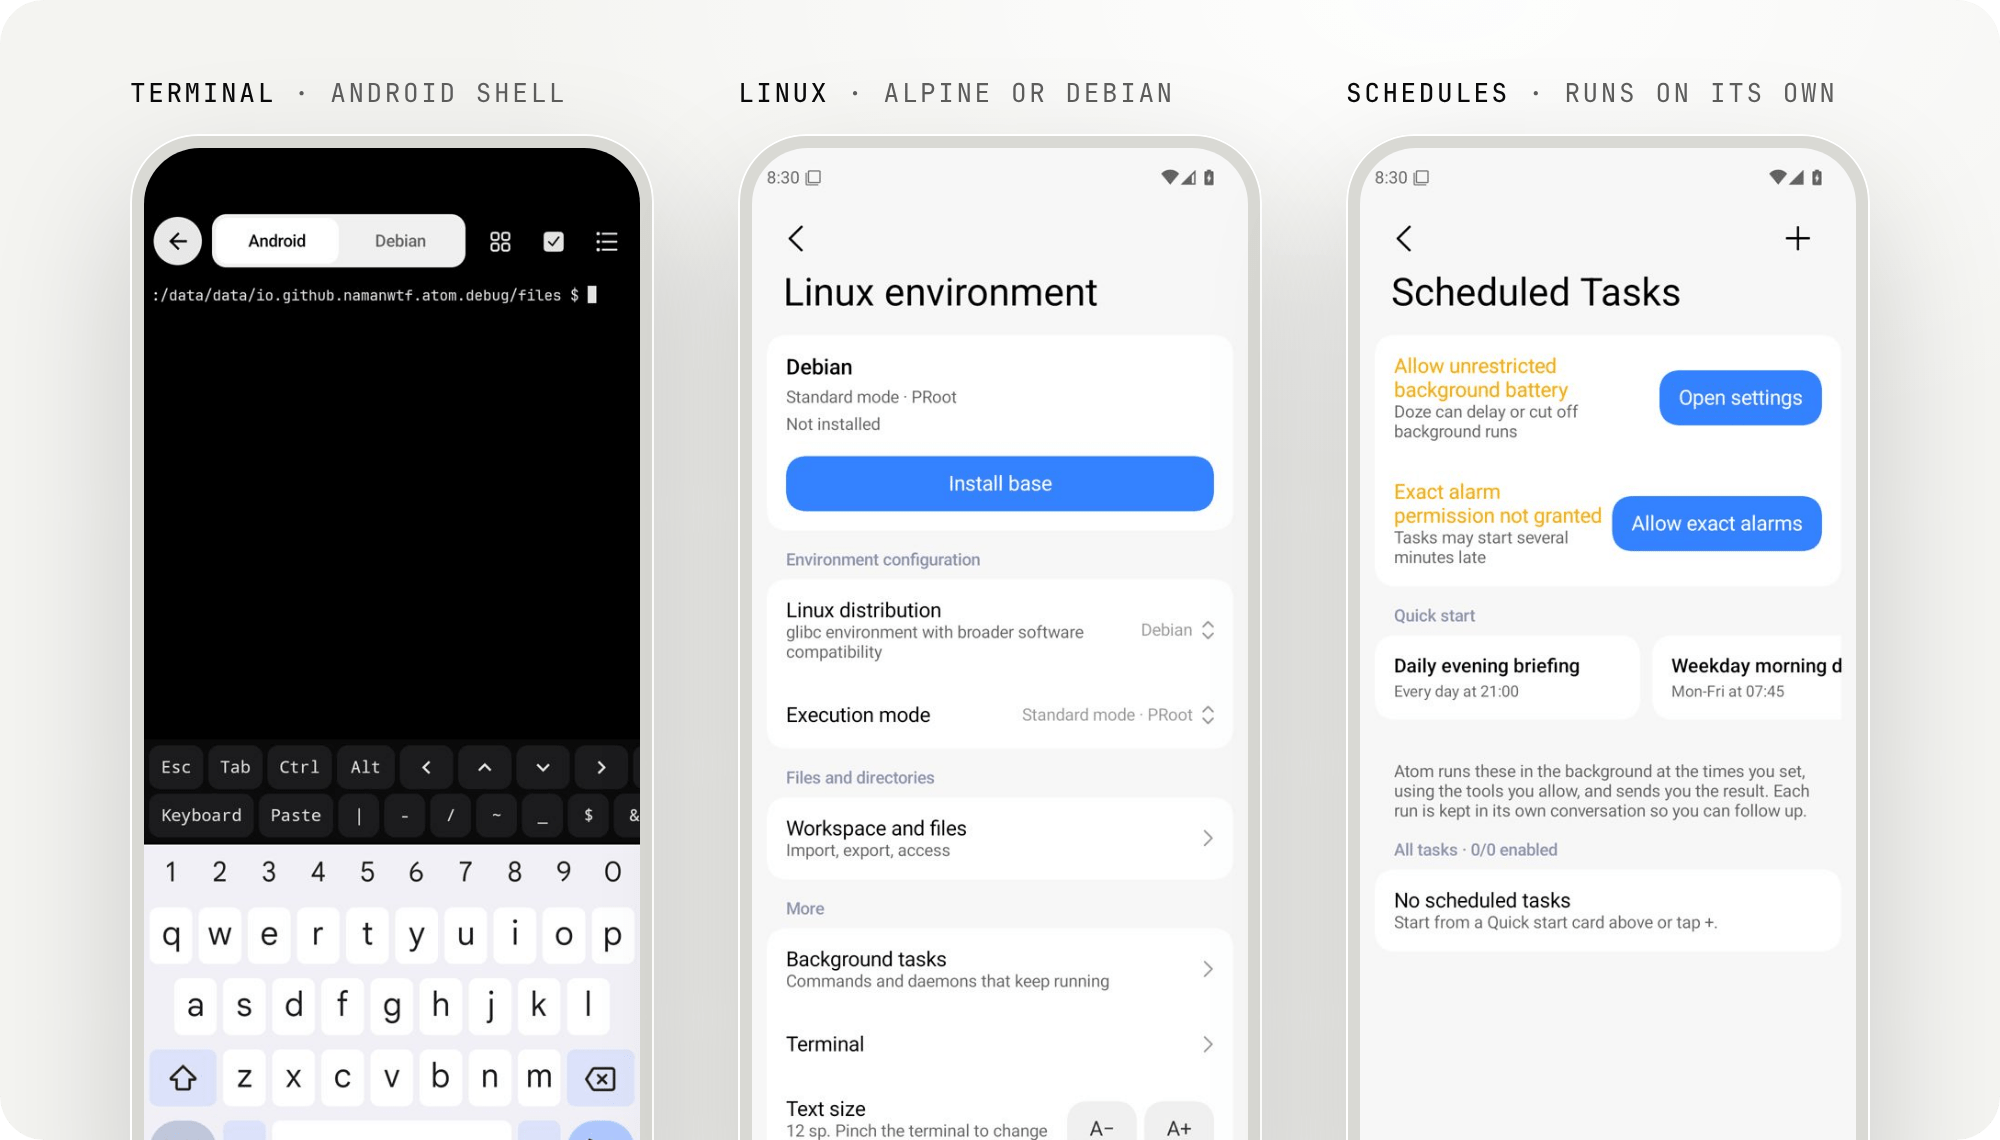 TERMINAL · ANDROID SHELL
Android
Debian
:/data/data/io.github.namanwtf.atom.debug/files $
Esc Tab Ctrl Alt
Keyboard Paste | - / ~ _ $ &
1 2 3 4 5 6 7 8 9 0
q w e r t y u i o p
a s d f g h j k l
z x c v b n m
LINUX · ALPINE OR DEBIAN
8:30
Linux environment
Debian
Standard mode · PRoot
Not installed
Install base
Environment configuration
Linux distribution
glibc environment with broader software
compatibility
Debian
Execution mode
Standard mode · PRoot
Files and directories
Workspace and files
Import, export, access
More
Background tasks
Commands and daemons that keep running
Terminal
Text size
12 sp. Pinch the terminal to change
A-
A+
SCHEDULES · RUNS ON ITS OWN
8:30
Scheduled Tasks
Allow unrestricted
background battery
Doze can delay or cut off
background runs
Open settings
Exact alarm
permission not granted
Tasks may start several
minutes late
Allow exact alarms
Quick start
Daily evening briefing
Every day at 21:00
Weekday morning d
Mon-Fri at 07:45
Atom runs these in the background at the times you set,
using the tools you allow, and sends you the result. Each
run is kept in its own conversation so you can follow up.
All tasks · 0/0 enabled
No scheduled tasks
Start from a Quick start card above or tap +.